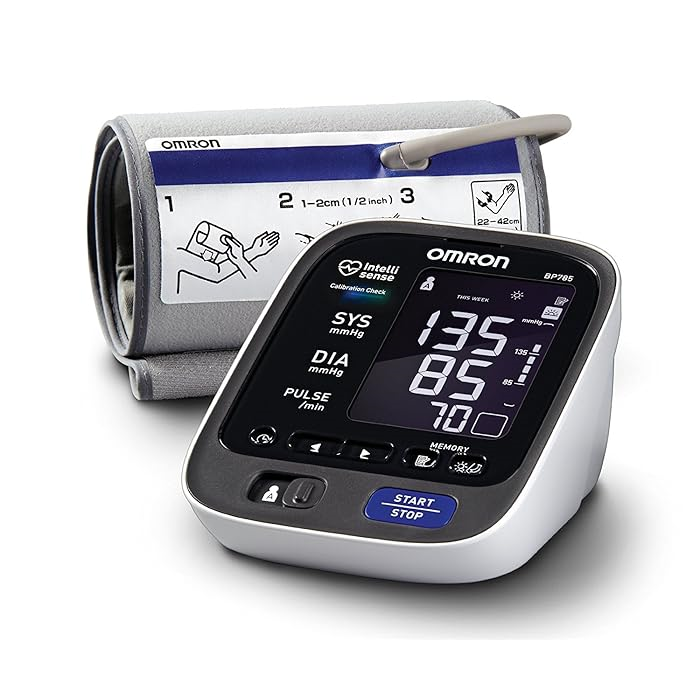 OMRON
1
2 1-2cm (1/2 inch) 3
22-42cm
OMRON
BP785
Intelli
sense
Calibration Check
A
THIS WEEK
mmHg
SYS
mmHg
135
135
DIA
mmHg
85
85
PULSE
/min
70
MEMORY
A
START
STOP